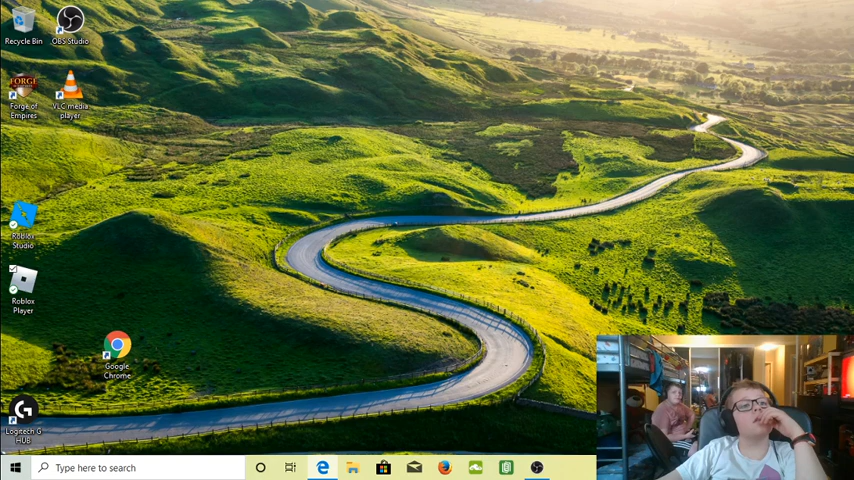 Recycle Bin
OBS Studio
FORGE
Forge of
Empires
VLC media
player
Roblox
Studio
Roblox
Player
Google
Chrome
Logitech G
HUB
Type here to search